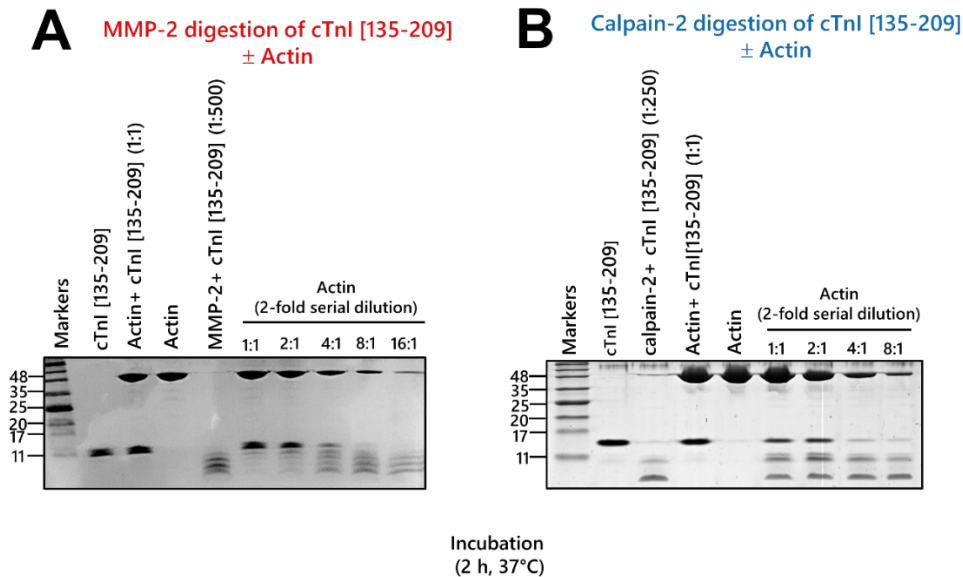 A
MMP-2 digestion of cTnI [135-209]
± Actin
Markers
cTnI [135-209]
Actin+ cTnI [135-209] (1:1)
Actin
MMP-2+ cTnI [135-209] (1:500)
Actin
(2-fold serial dilution)
1:1 2:1 4:1 8:1 16:1
48
35
25
20
17
11
B
Calpain-2 digestion of cTnI [135-209]
± Actin
Markers
cTnI [135-209]
calpain-2+ cTnI [135-209] (1:250)
Actin+ cTnI[135-209] (1:1)
Actin
Actin
(2-fold serial dilution)
1:1 2:1 4:1 8:1
48
35
25
20
17
11
Incubation
(2 h, 37°C)